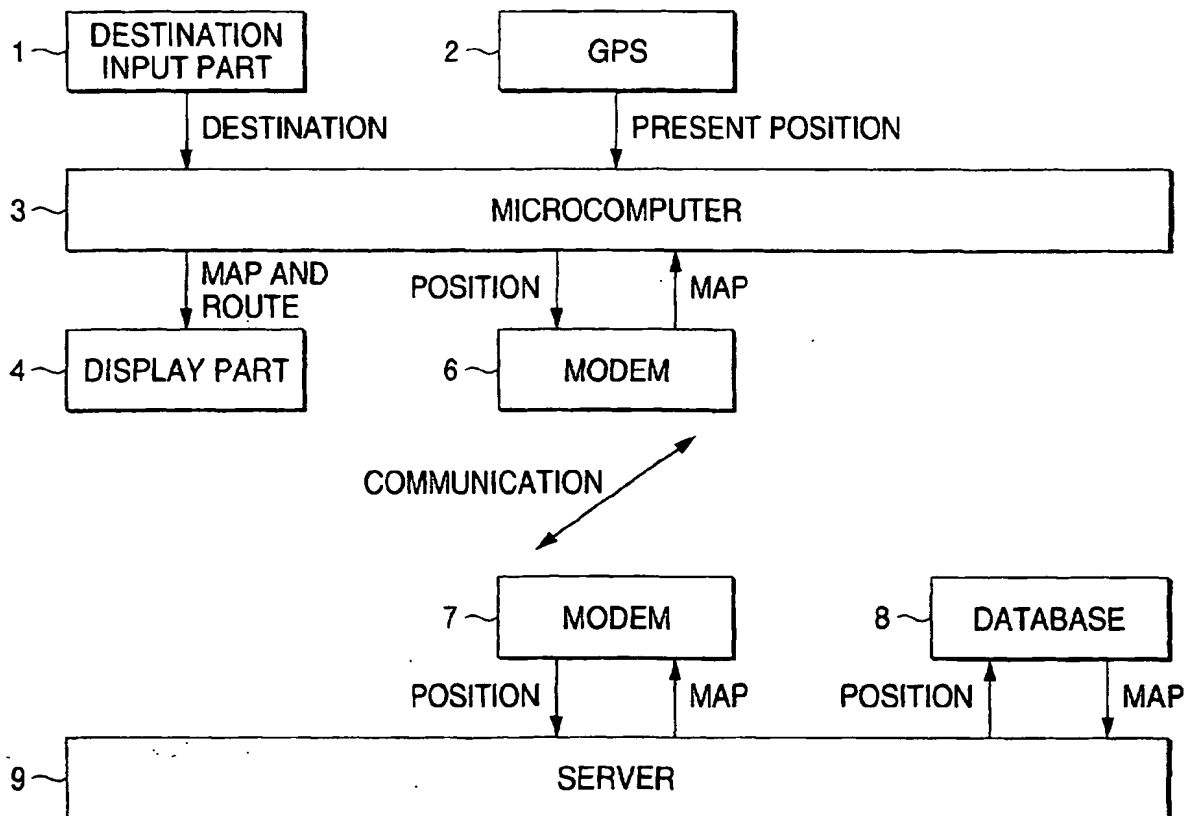 1 DESTINATION INPUT PART
2 GPS
DESTINATION
PRESENT POSITION
3 MICROCOMPUTER
MAP AND ROUTE
POSITION
MAP
4 DISPLAY PART
6 MODEM
COMMUNICATION
7 MODEM
8 DATABASE
POSITION
MAP
POSITION
MAP
9 SERVER